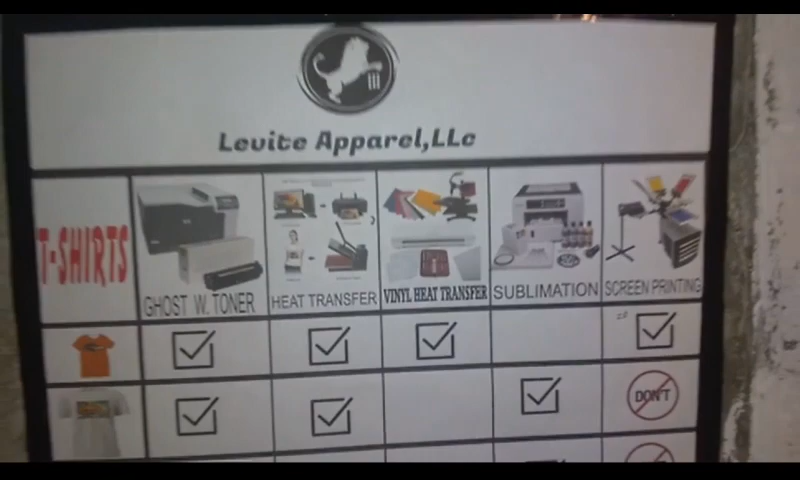 Levite Apparel,LLc
T-SHIRTS
GHOST W. TONER
HEAT TRANSFER
VINYL HEAT TRANSFER
SUBLIMATION
SCREEN PRINTING
DON'T